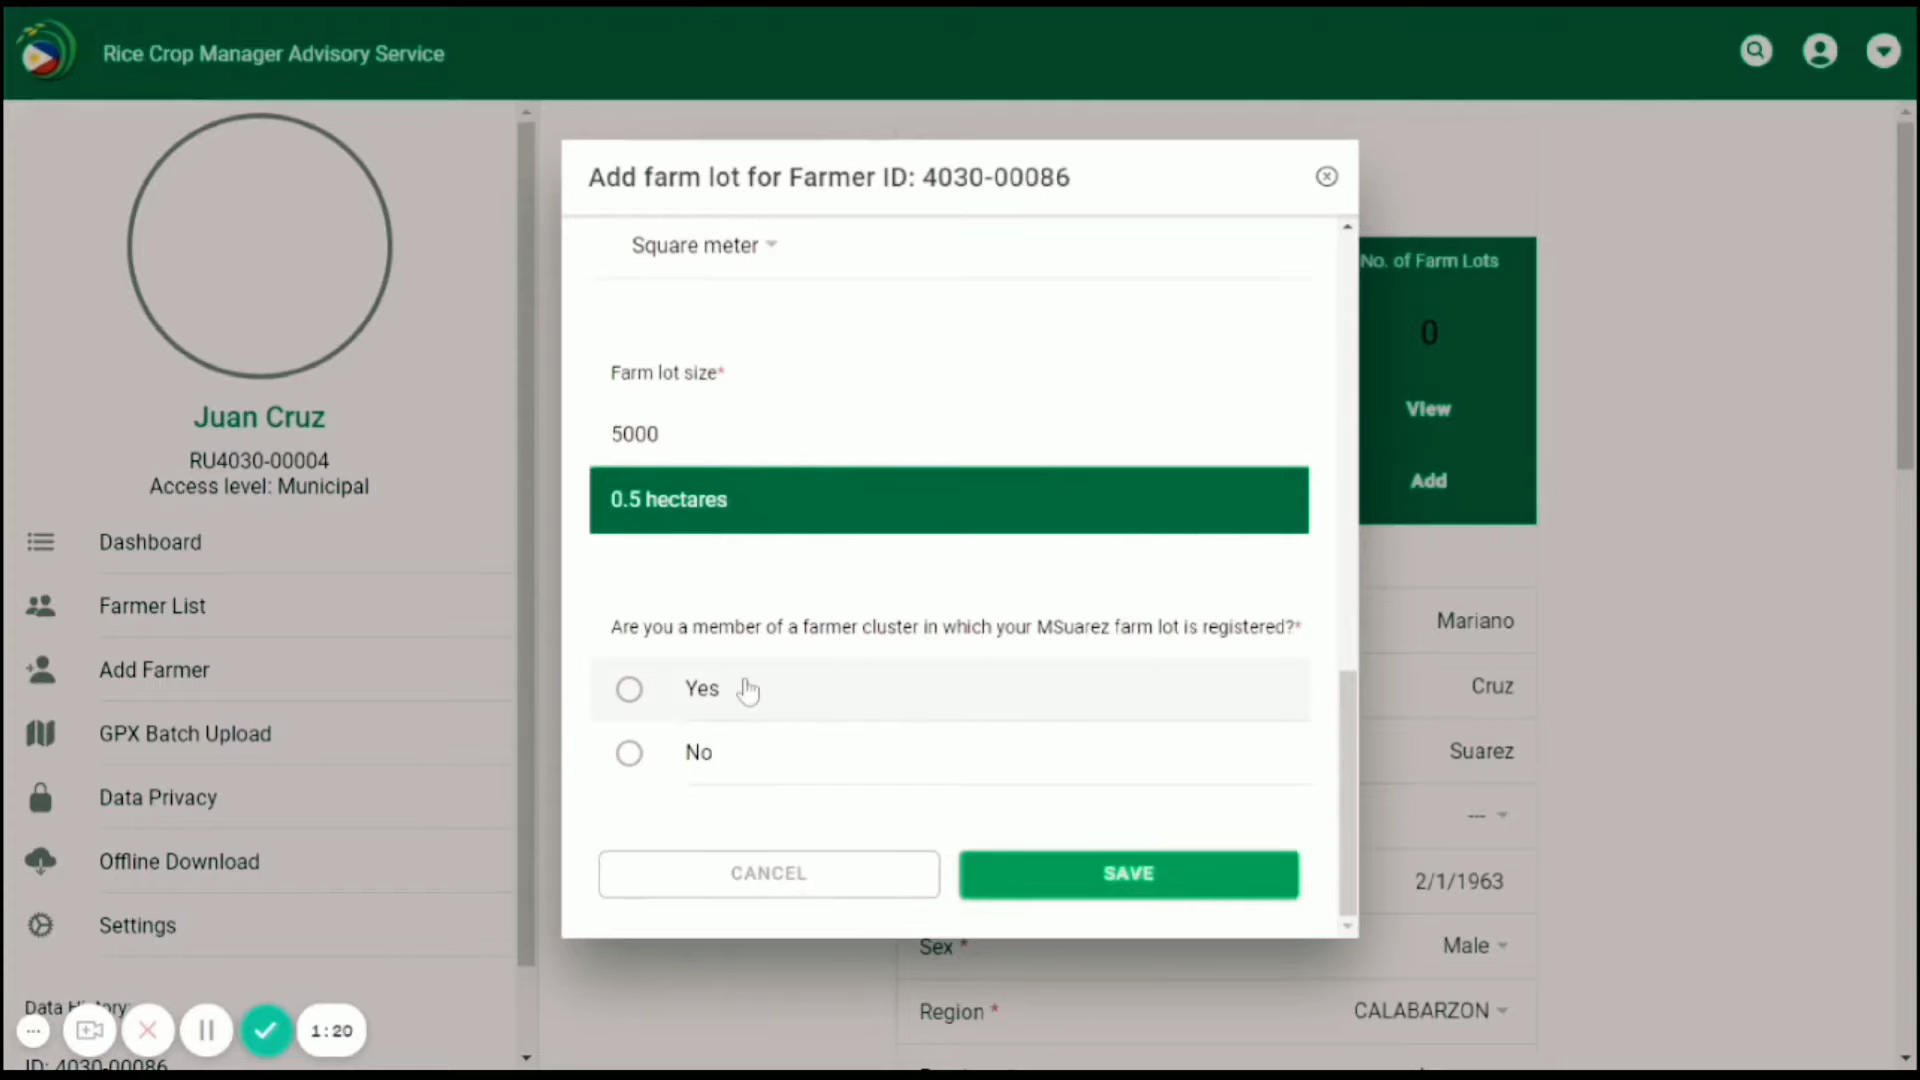 Rice Crop Manager Advisory Service
Juan Cruz
RU4030-00004
Access level: Municipal
Dashboard
Farmer List
Add Farmer
GPX Batch Upload
Data Privacy
Offline Download
Settings
Data
ID: 4030-00086
1:20
Add farm lot for Farmer ID: 4030-00086
Square meter
Farm lot size*
5000
0.5 hectares
Are you a member of a farmer cluster in which your MSuarez farm lot is registered?*
Yes
No
CANCEL
SAVE
No. of Farm Lots
0
View
Add
Mariano
Cruz
Suarez
---
2/1/1963
Sex * Male
Region * CALABARZON